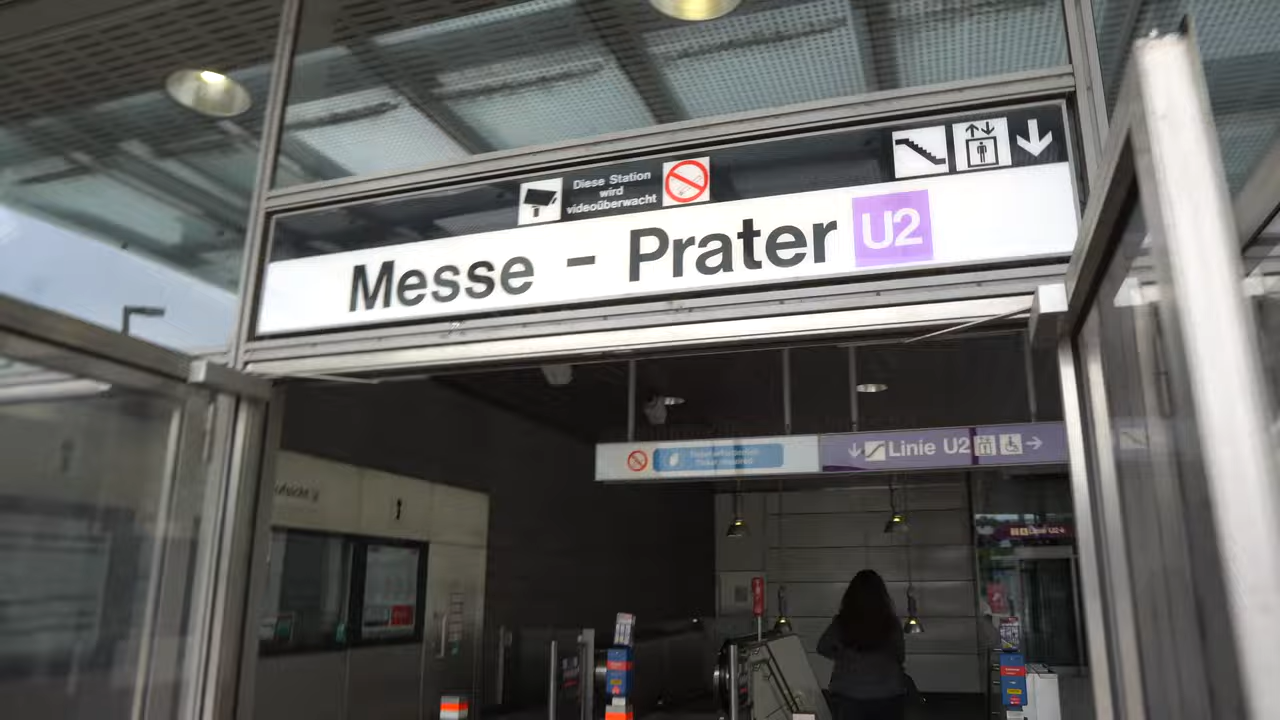 Diese Station
wird
videoüberwacht
Messe - Prater U2
Linie U2